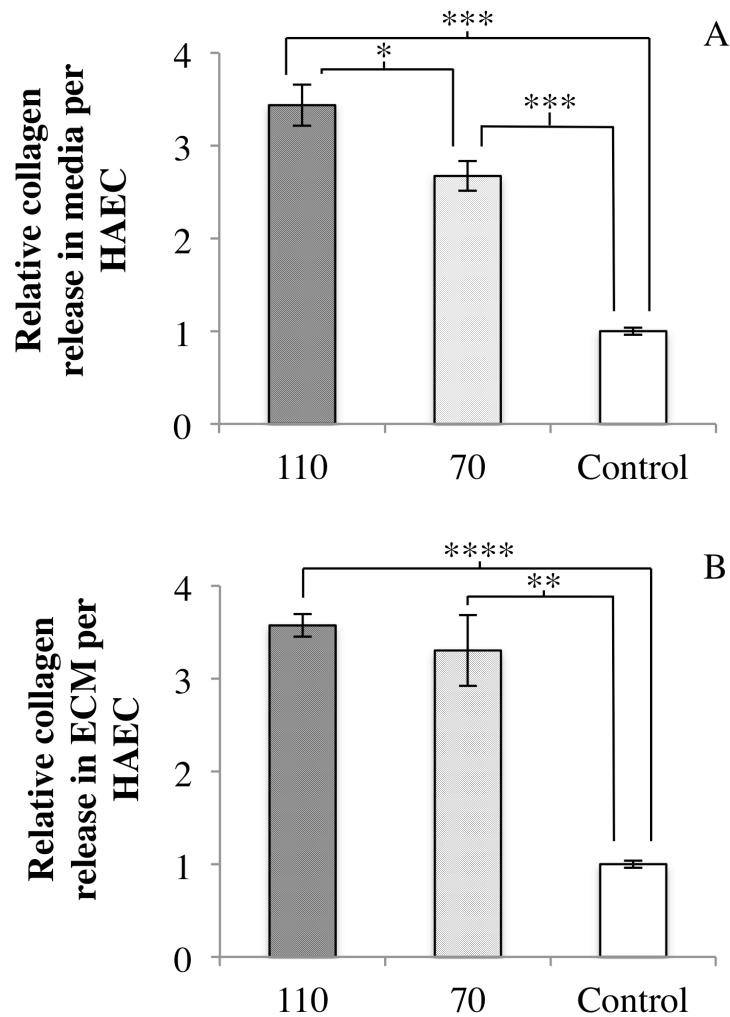 ***
A
*
***
4
3
2
1
0
Relative collagen
release in media per
HAEC
110 70 Control
****
B
**
4
3
2
1
0
Relative collagen
release in ECM per
HAEC
110 70 Control